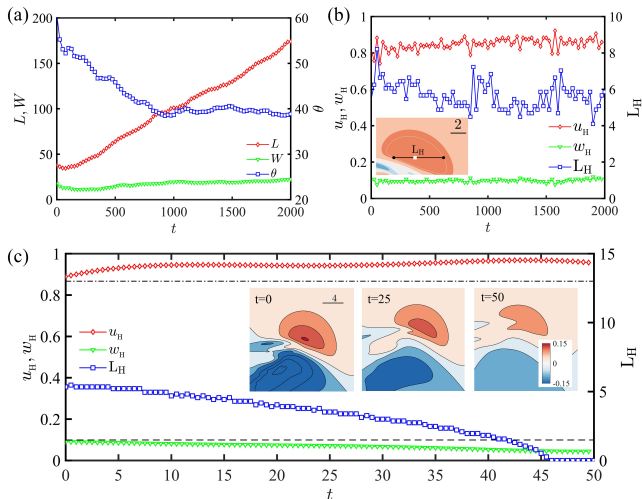 (a)
200
150
100
50
0
L, W
60
50
40
30
20
θ
L
W
θ
0
500
1000
1500
2000
t
(b)
1
0.8
0.6
0.4
0.2
0
u_H, w_H
10
8
6
4
2
0
L_H
L_H
2
u_H
w_H
L_H
0
500
1000
1500
2000
t
(c)
1
0.8
0.6
0.4
0.2
0
u_H, w_H
15
10
5
0
L_H
u_H
w_H
L_H
t=0
4
t=25
t=50
0.15
-0.15
0
5
10
15
20
25
30
35
40
45
50
t